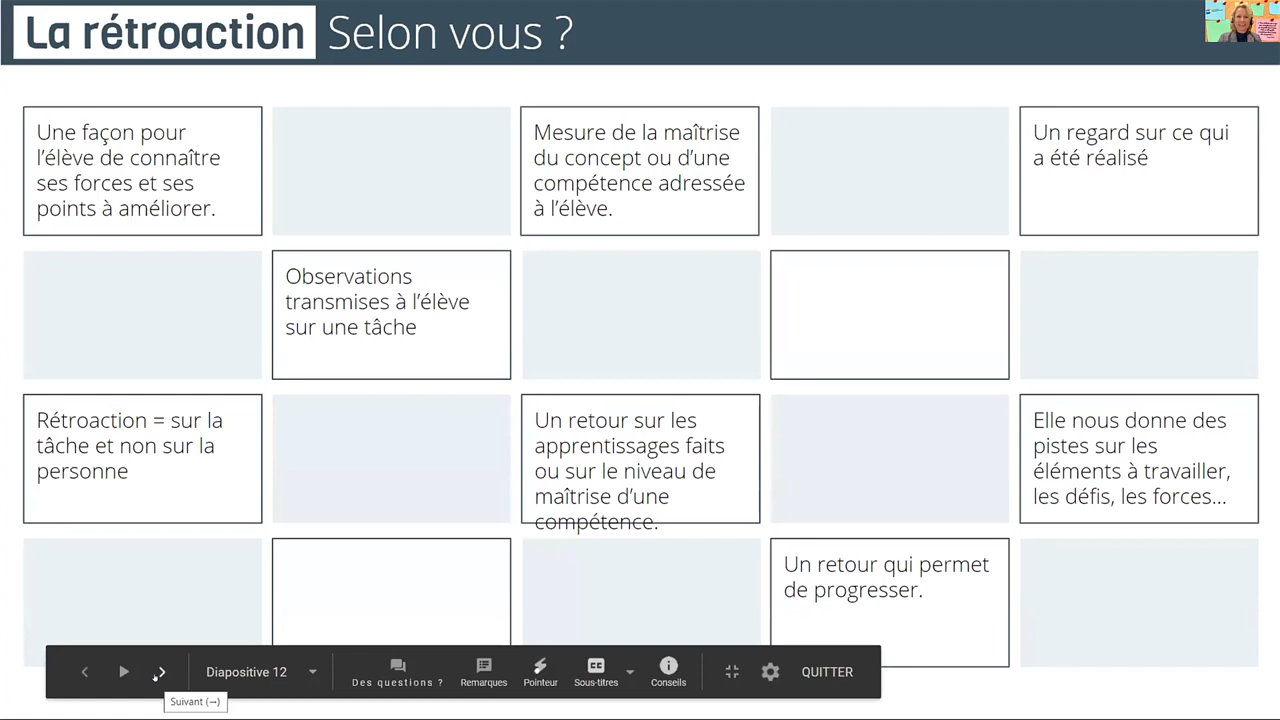 La rétroaction Selon vous ?
Une façon pour
l'élève de connaître
ses forces et ses
points à améliorer.
Mesure de la maîtrise
du concept ou d'une
compétence adressée
à l'élève.
Un regard sur ce qui
a été réalisé
Observations
transmises à l'élève
sur une tâche
Rétroaction = sur la
tâche et non sur la
personne
Un retour sur les
apprentissages faits
ou sur le niveau de
maîtrise d'une
compétence.
Elle nous donne des
pistes sur les
éléments à travailler,
les défis, les forces...
Un retour qui permet
de progresser.
Diapositive 12
Des questions ?
Remarques
Pointeur
CC
Sous-titres
Conseils
QUITTER
Suivant (→)